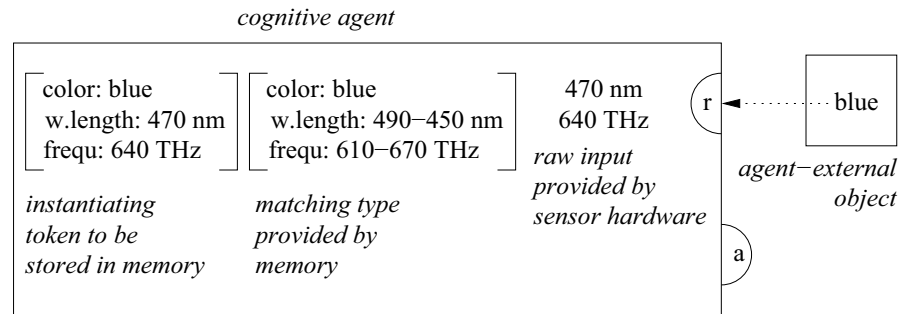 cognitive agent
color: blue
w.length: 470 nm
frequ: 640 THz
instantiating
token to be
stored in memory
color: blue
w.length: 490−450 nm
frequ: 610−670 THz
matching type
provided by
memory
470 nm
640 THz
raw input
provided by
sensor hardware
r
a
blue
agent−external
object